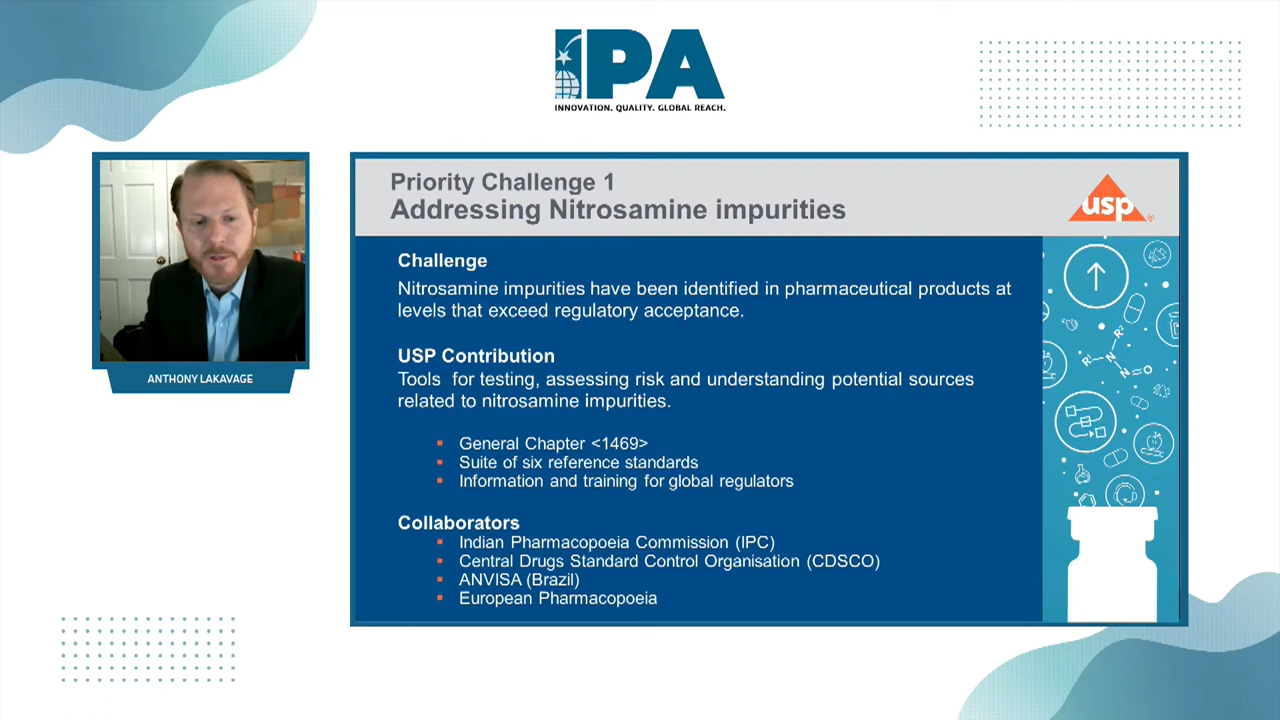 IPA
INNOVATION. QUALITY. GLOBAL REACH.
ANTHONY LAKAVAGE
Priority Challenge 1
Addressing Nitrosamine impurities
usp
®
Challenge
Nitrosamine impurities have been identified in pharmaceutical products at
levels that exceed regulatory acceptance.
USP Contribution
Tools for testing, assessing risk and understanding potential sources
related to nitrosamine impurities.
▪ General Chapter <1469>
▪ Suite of six reference standards
▪ Information and training for global regulators
Collaborators
▪ Indian Pharmacopoeia Commission (IPC)
▪ Central Drugs Standard Control Organisation (CDSCO)
▪ ANVISA (Brazil)
▪ European Pharmacopoeia
R²
R¹ N
N O